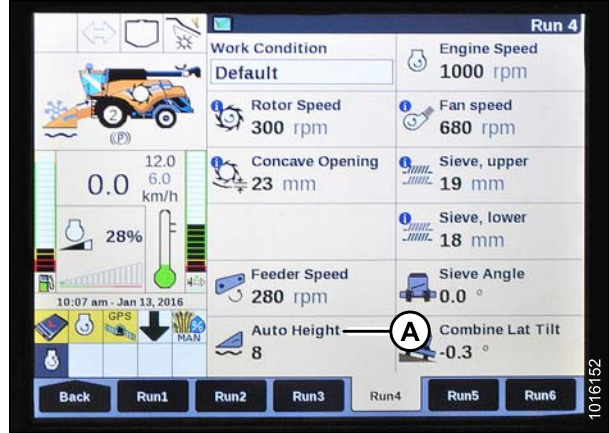 Run 4
Work Condition
Default
Engine Speed
1000 rpm
Rotor Speed
300 rpm
Fan speed
680 rpm
Concave Opening
23 mm
Sieve, upper
19 mm
Sieve, lower
18 mm
Feeder Speed
280 rpm
Sieve Angle
0.0 °
Auto Height
8
A
Combine Lat Tilt
-0.3 °
2
(P)
0.0
12.0
6.0
km/h
28%
10:07 am - Jan 13, 2016
GPS
%
MAN
Back
Run1
Run2
Run3
Run4
Run5
Run6
1016152